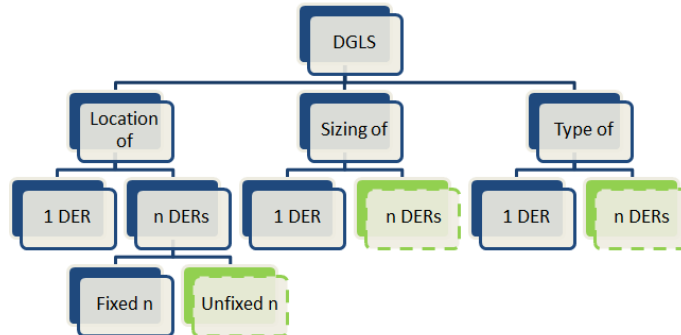 DGLS
Location
of
Sizing of
Type of
1 DER
n DERs
1 DER
n DERs
1 DER
n DERs
Fixed n
Unfixed n